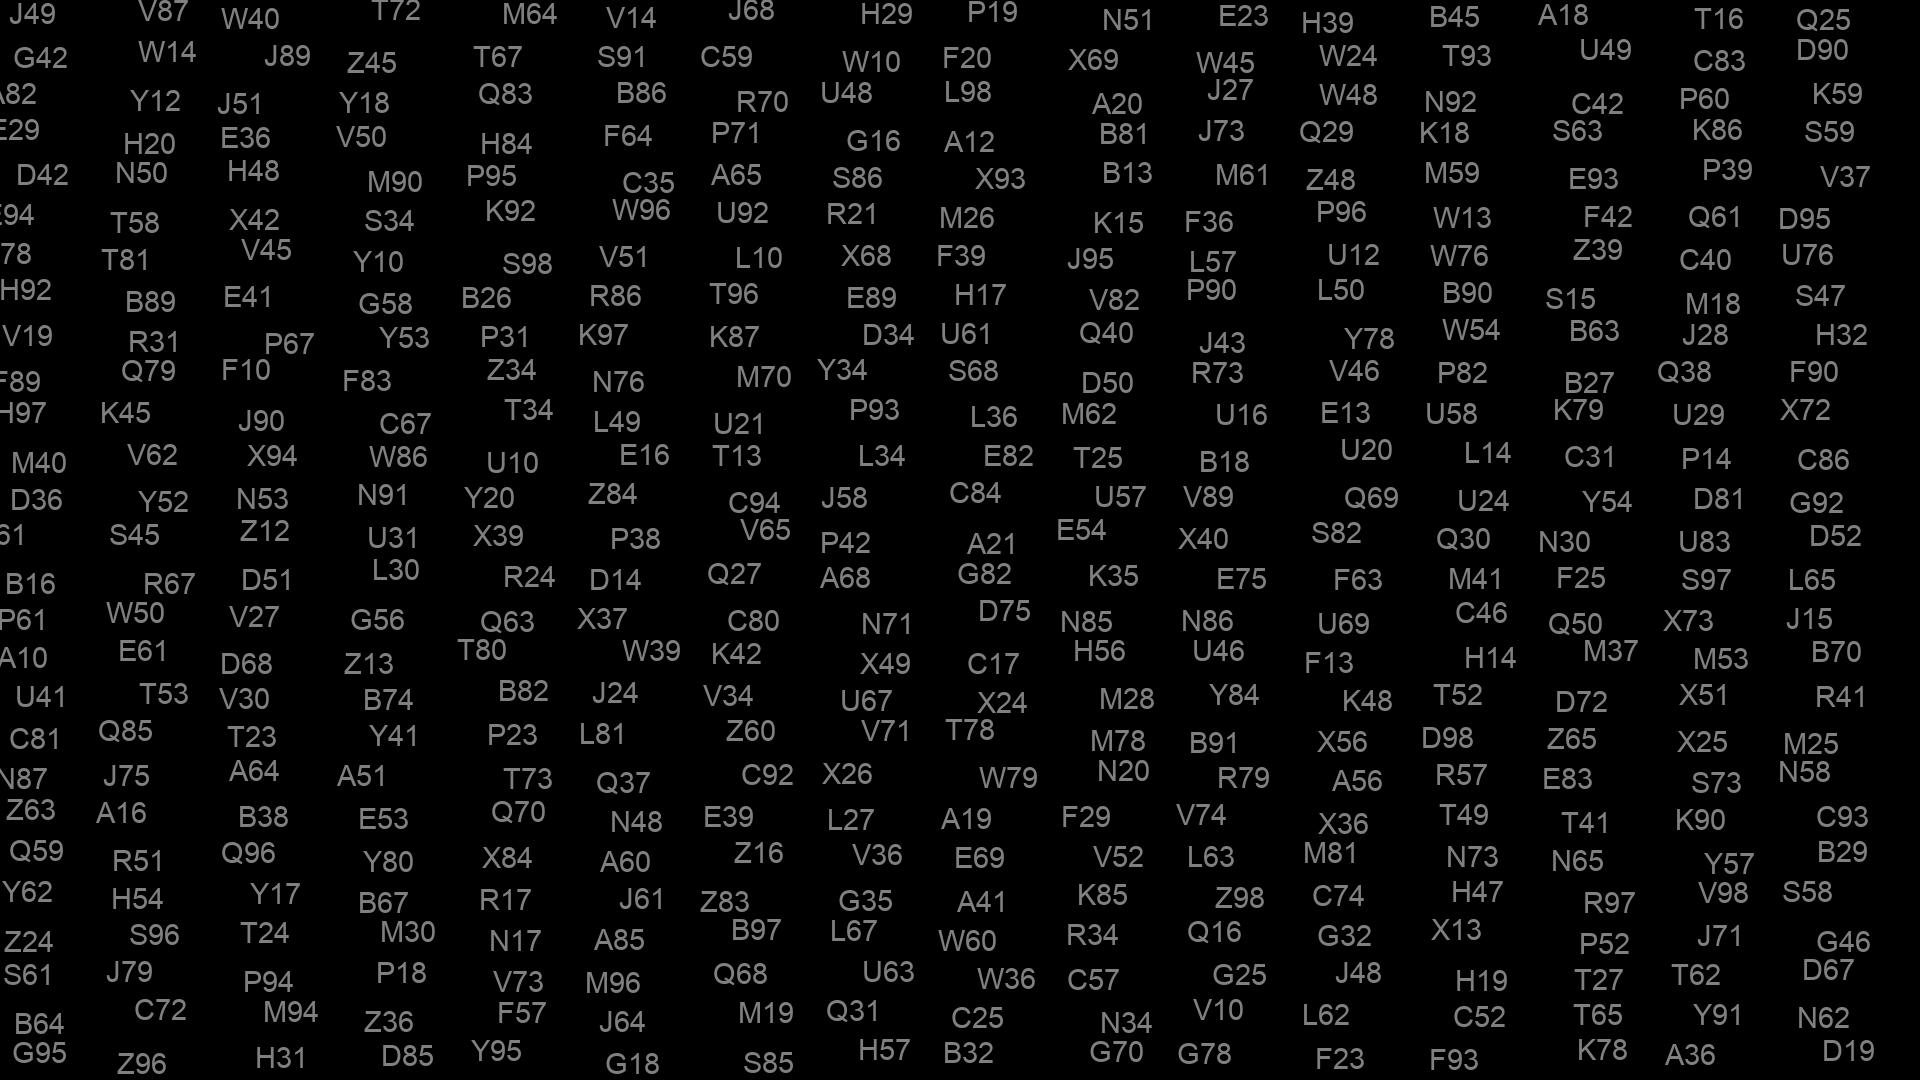 J49 V87 W40 T72 M64 V14 J68 H29 P19 N51 E23 H39 B45 A18 T16 Q25
G42 W14 J89 Z45 T67 S91 C59 W10 F20 X69 W45 W24 T93 U49 C83 D90
A82 Y12 J51 Y18 Q83 B86 R70 U48 L98 A20 J27 W48 N92 C42 P60 K59
E29 H20 E36 V50 H84 F64 P71 G16 A12 B81 J73 Q29 K18 S63 K86 S59
D42 N50 H48 M90 P95 C35 A65 S86 X93 B13 M61 Z48 M59 E93 P39 V37
E94 T58 X42 S34 K92 W96 U92 R21 M26 K15 F36 P96 W13 F42 Q61 D95
78 T81 V45 Y10 S98 V51 L10 X68 F39 J95 L57 U12 W76 Z39 C40 U76
H92 B89 E41 G58 B26 R86 T96 E89 H17 V82 P90 L50 B90 S15 M18 S47
V19 R31 P67 Y53 P31 K97 K87 D34 U61 Q40 J43 Y78 W54 B63 J28 H32
F89 Q79 F10 F83 Z34 N76 M70 Y34 S68 D50 R73 V46 P82 B27 Q38 F90
H97 K45 J90 C67 T34 L49 U21 P93 L36 M62 U16 E13 U58 K79 U29 X72
M40 V62 X94 W86 U10 E16 T13 L34 E82 T25 B18 U20 L14 C31 P14 C86
D36 Y52 N53 N91 Y20 Z84 C94 J58 C84 U57 V89 Q69 U24 Y54 D81 G92
61 S45 Z12 U31 X39 P38 V65 P42 A21 E54 X40 S82 Q30 N30 U83 D52
B16 R67 D51 L30 R24 D14 Q27 A68 G82 K35 E75 F63 M41 F25 S97 L65
P61 W50 V27 G56 Q63 X37 C80 N71 D75 N85 N86 U69 C46 Q50 X73 J15
A10 E61 D68 Z13 T80 W39 K42 X49 C17 H56 U46 F13 H14 M37 M53 B70
U41 T53 V30 B74 B82 J24 V34 U67 X24 M28 Y84 K48 T52 D72 X51 R41
C81 Q85 T23 Y41 P23 L81 Z60 V71 T78 M78 B91 X56 D98 Z65 X25 M25
N87 J75 A64 A51 T73 Q37 C92 X26 W79 N20 R79 A56 R57 E83 S73 N58
Z63 A16 B38 E53 Q70 N48 E39 L27 A19 F29 V74 X36 T49 T41 K90 C93
Q59 R51 Q96 Y80 X84 A60 Z16 V36 E69 V52 L63 M81 N73 N65 Y57 B29
Y62 H54 Y17 B67 R17 J61 Z83 G35 A41 K85 Z98 C74 H47 R97 V98 S58
Z24 S96 T24 M30 N17 A85 B97 L67 W60 R34 Q16 G32 X13 P52 J71 G46
S61 J79 P94 P18 V73 M96 Q68 U63 W36 C57 G25 J48 H19 T27 T62 D67
B64 C72 M94 Z36 F57 J64 M19 Q31 C25 N34 V10 L62 C52 T65 Y91 N62
G95 Z96 H31 D85 Y95 G18 S85 H57 B32 G70 G78 F23 F93 K78 A36 D19